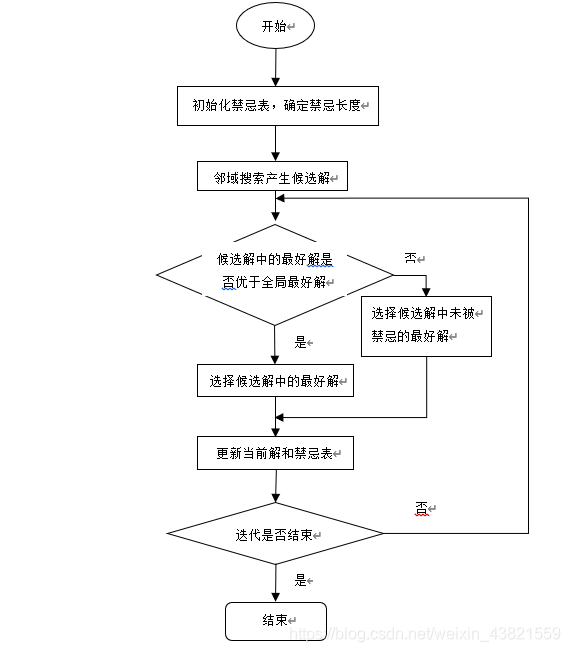 开始
初始化禁忌表，确定禁忌长度
邻域搜索产生候选解
候选解中的最好解是
否优于全局最好解
否
选择候选解中未被
禁忌的最好解
是
选择候选解中的最好解
更新当前解和禁忌表
否
迭代是否结束
是
结束
https://blog.csdn.net/weixin_43821559